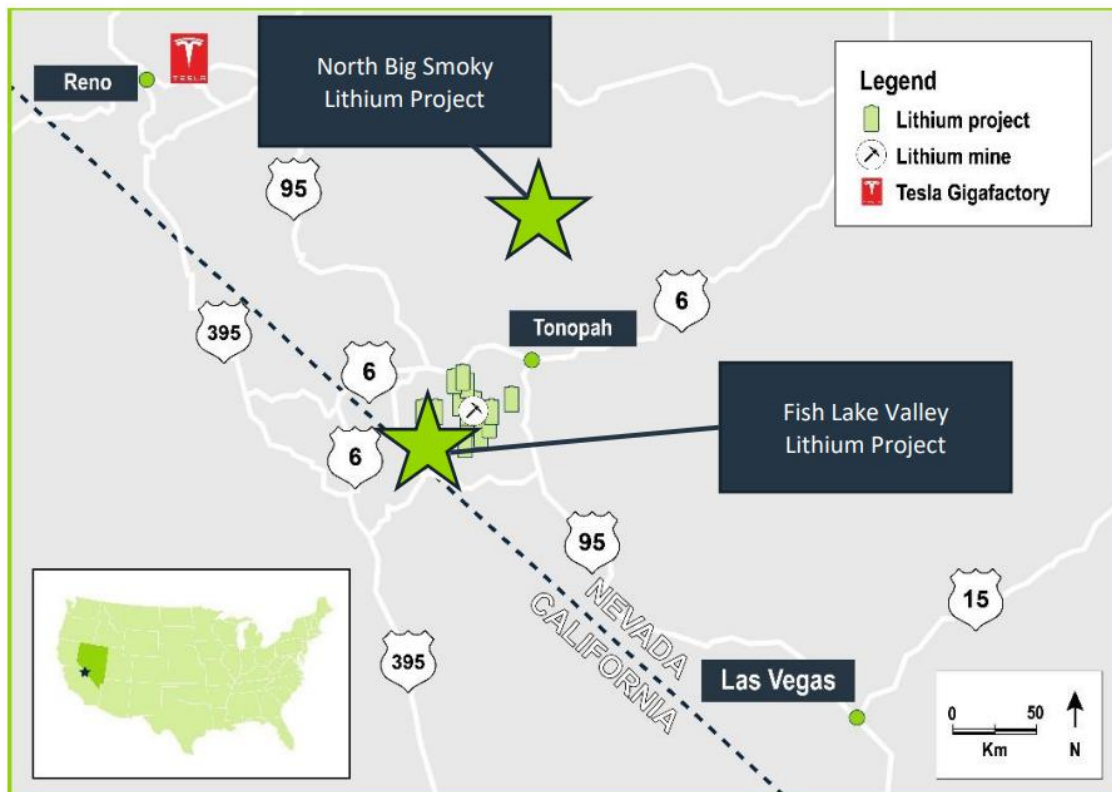 Reno
TESLA
North Big Smoky
Lithium Project
Legend
Lithium project
Lithium mine
Tesla Gigafactory
95
6
395
Tonopah
6
Fish Lake Valley
Lithium Project
6
95
NEVADA
CALIFORNIA
15
395
Las Vegas
0 50
Km
N